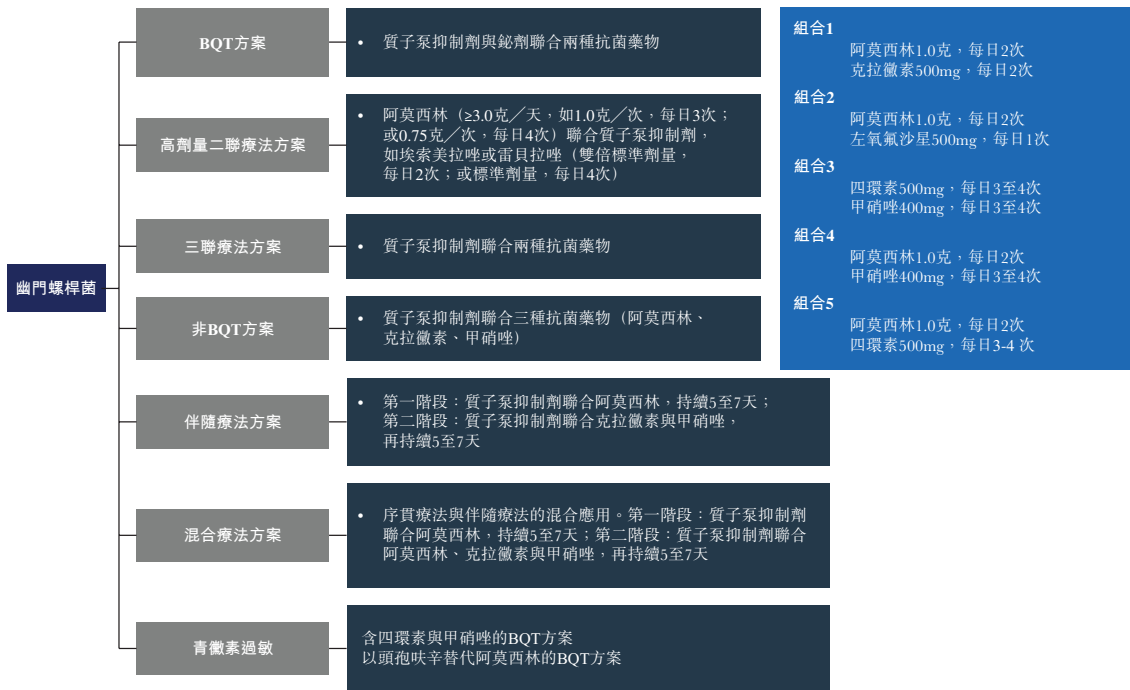 幽門螺桿菌
BQT方案
• 質子泵抑制劑與鉍劑聯合兩種抗菌藥物
高劑量二聯療法方案
• 阿莫西林（≥3.0克／天，如1.0克／次，每日3次；
或0.75克／次，每日4次）聯合質子泵抑制劑，
如埃索美拉唑或雷貝拉唑（雙倍標準劑量，
每日2次；或標準劑量，每日4次）
三聯療法方案
• 質子泵抑制劑聯合兩種抗菌藥物
非BQT方案
• 質子泵抑制劑聯合三種抗菌藥物（阿莫西林、
克拉黴素、甲硝唑）
伴隨療法方案
• 第一階段：質子泵抑制劑聯合阿莫西林，持續5至7天；
第二階段：質子泵抑制劑聯合克拉黴素與甲硝唑，
再持續5至7天
混合療法方案
• 序貫療法與伴隨療法的混合應用。第一階段：質子泵抑制劑
聯合阿莫西林，持續5至7天；第二階段：質子泵抑制劑聯合
阿莫西林、克拉黴素與甲硝唑，再持續5至7天
青黴素過敏
含四環素與甲硝唑的BQT方案
以頭孢呋辛替代阿莫西林的BQT方案
組合1
阿莫西林1.0克，每日2次
克拉黴素500mg，每日2次
組合2
阿莫西林1.0克，每日2次
左氧氟沙星500mg，每日1次
組合3
四環素500mg，每日3至4次
甲硝唑400mg，每日3至4次
組合4
阿莫西林1.0克，每日2次
甲硝唑400mg，每日3至4次
組合5
阿莫西林1.0克，每日2次
四環素500mg，每日3-4 次